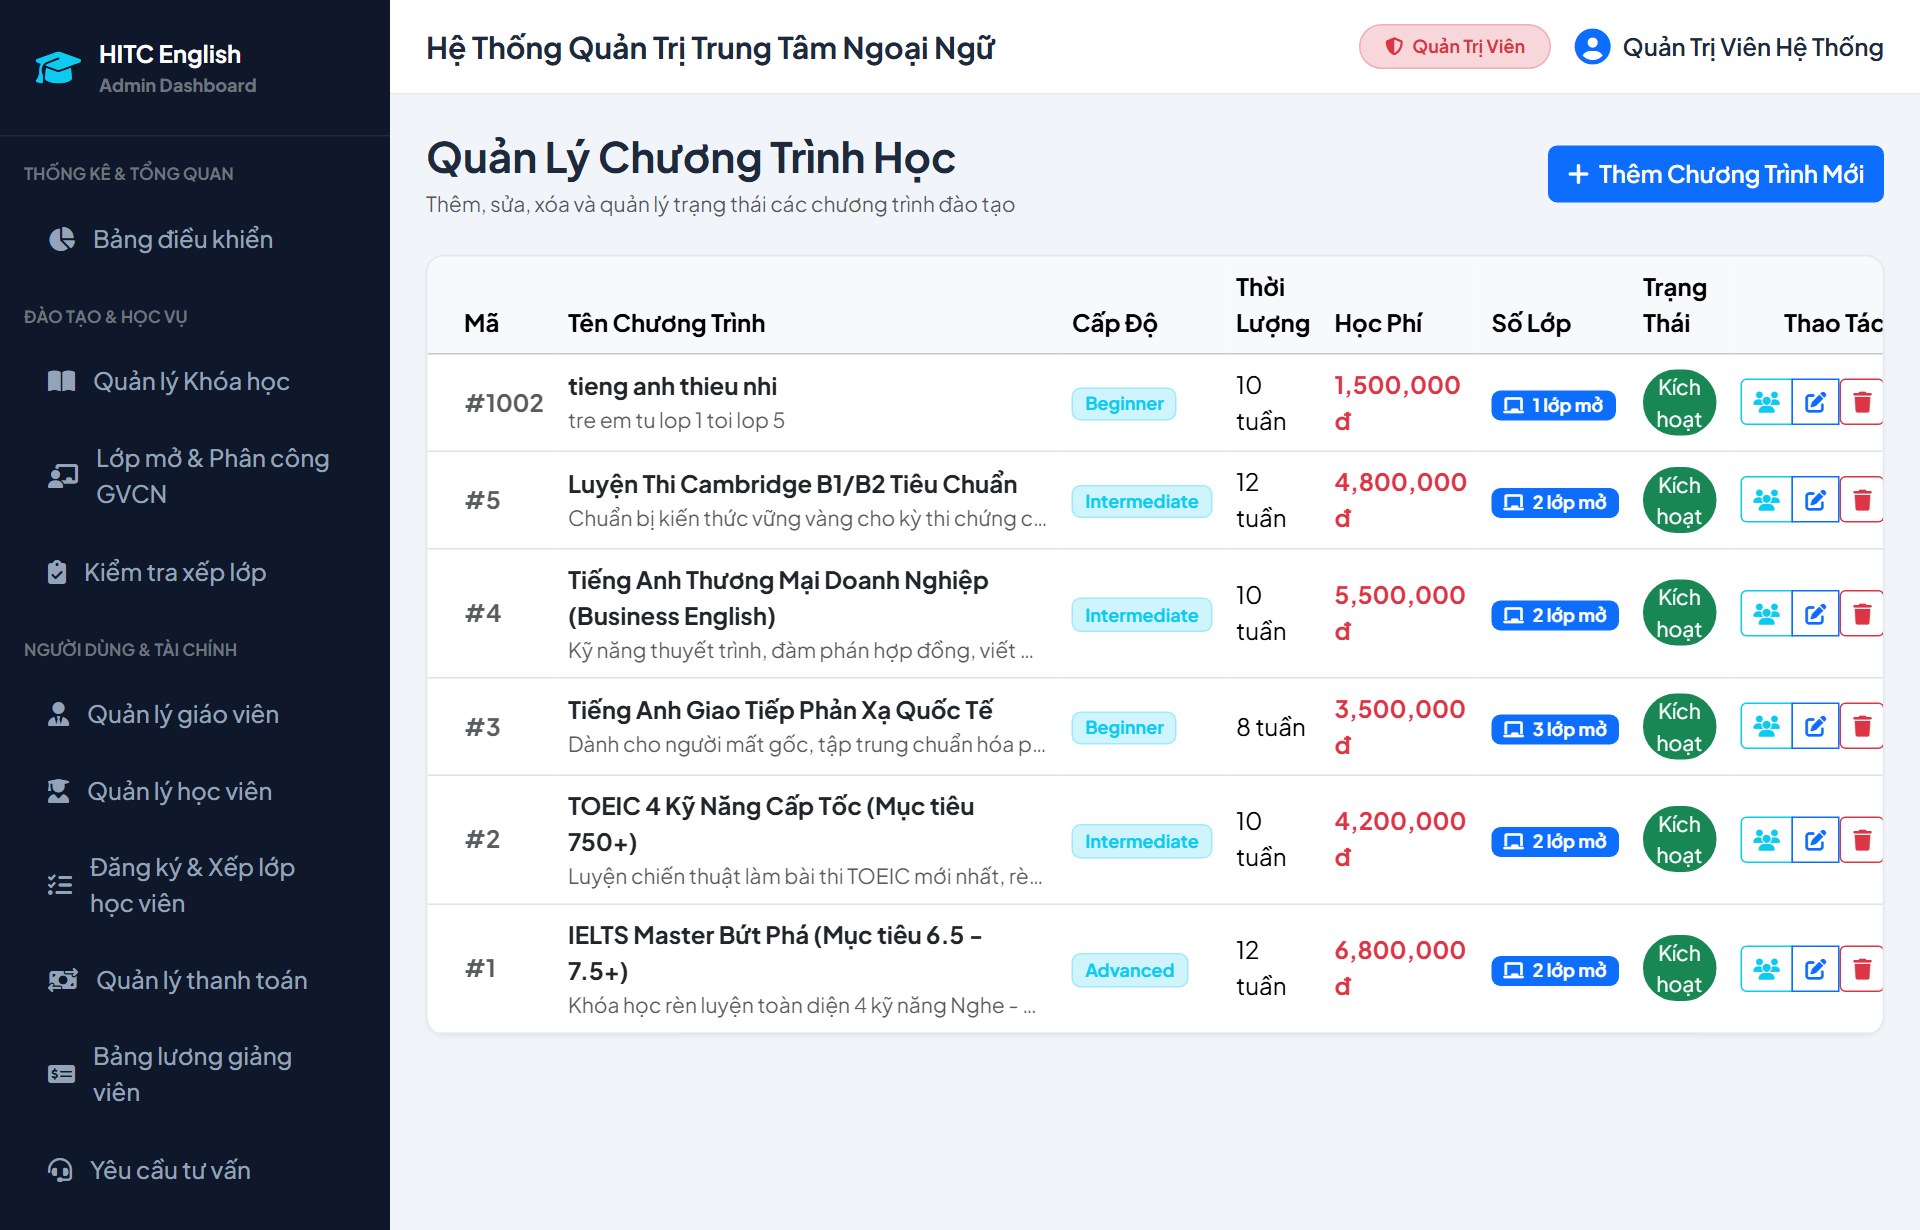 HITC English
Admin Dashboard
THỐNG KÊ & TỔNG QUAN
Bảng điều khiển
ĐÀO TẠO & HỌC VỤ
Quản lý Khóa học
Lớp mở & Phân công
GVCN
Kiểm tra xếp lớp
NGƯỜI DÙNG & TÀI CHÍNH
Quản lý giáo viên
Quản lý học viên
Đăng ký & Xếp lớp
học viên
Quản lý thanh toán
Bảng lương giảng
viên
Yêu cầu tư vấn
Hệ Thống Quản Trị Trung Tâm Ngoại Ngữ
Quản Trị Viên
Quản Trị Viên Hệ Thống
Quản Lý Chương Trình Học
Thêm, sửa, xóa và quản lý trạng thái các chương trình đào tạo
+ Thêm Chương Trình Mới
Mã
Tên Chương Trình
Cấp Độ
Thời
Lượng
Học Phí
Số Lớp
Trạng
Thái
Thao Tác
#1002
tieng anh thieu nhi
tre em tu lop 1 toi lop 5
Beginner
10
tuần
1,500,000
đ
1 lớp mở
Kích
hoạt
#5
Luyện Thi Cambridge B1/B2 Tiêu Chuẩn
Chuẩn bị kiến thức vững vàng cho kỳ thi chứng c...
Intermediate
12
tuần
4,800,000
đ
2 lớp mở
Kích
hoạt
#4
Tiếng Anh Thương Mại Doanh Nghiệp
(Business English)
Kỹ năng thuyết trình, đàm phán hợp đồng, viết ...
Intermediate
10
tuần
5,500,000
đ
2 lớp mở
Kích
hoạt
#3
Tiếng Anh Giao Tiếp Phản Xạ Quốc Tế
Dành cho người mất gốc, tập trung chuẩn hóa p...
Beginner
8 tuần
3,500,000
đ
3 lớp mở
Kích
hoạt
#2
TOEIC 4 Kỹ Năng Cấp Tốc (Mục tiêu
750+)
Luyện chiến thuật làm bài thi TOEIC mới nhất, rè...
Intermediate
10
tuần
4,200,000
đ
2 lớp mở
Kích
hoạt
#1
IELTS Master Bứt Phá (Mục tiêu 6.5 -
7.5+)
Khóa học rèn luyện toàn diện 4 kỹ năng Nghe - ...
Advanced
12
tuần
6,800,000
đ
2 lớp mở
Kích
hoạt